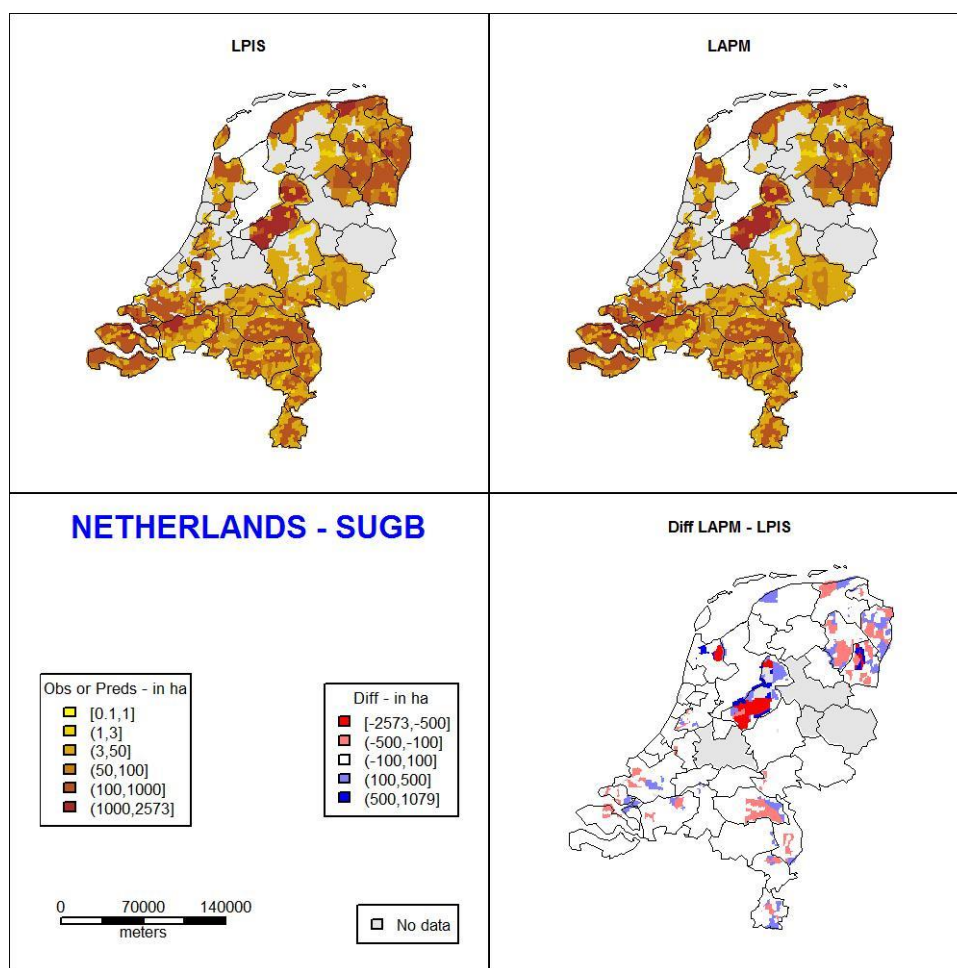 LPIS
LAPM
NETHERLANDS - SUGB
Diff LAPM - LPIS
Obs or Preds - in ha
[0.1,1]
(1,3]
(3,50]
(50,100]
(100,1000]
(1000,2573]
Diff - in ha
[-2573,-500]
(-500,-100]
(-100,100]
(100,500]
(500,1079]
0 70000 140000
meters
No data